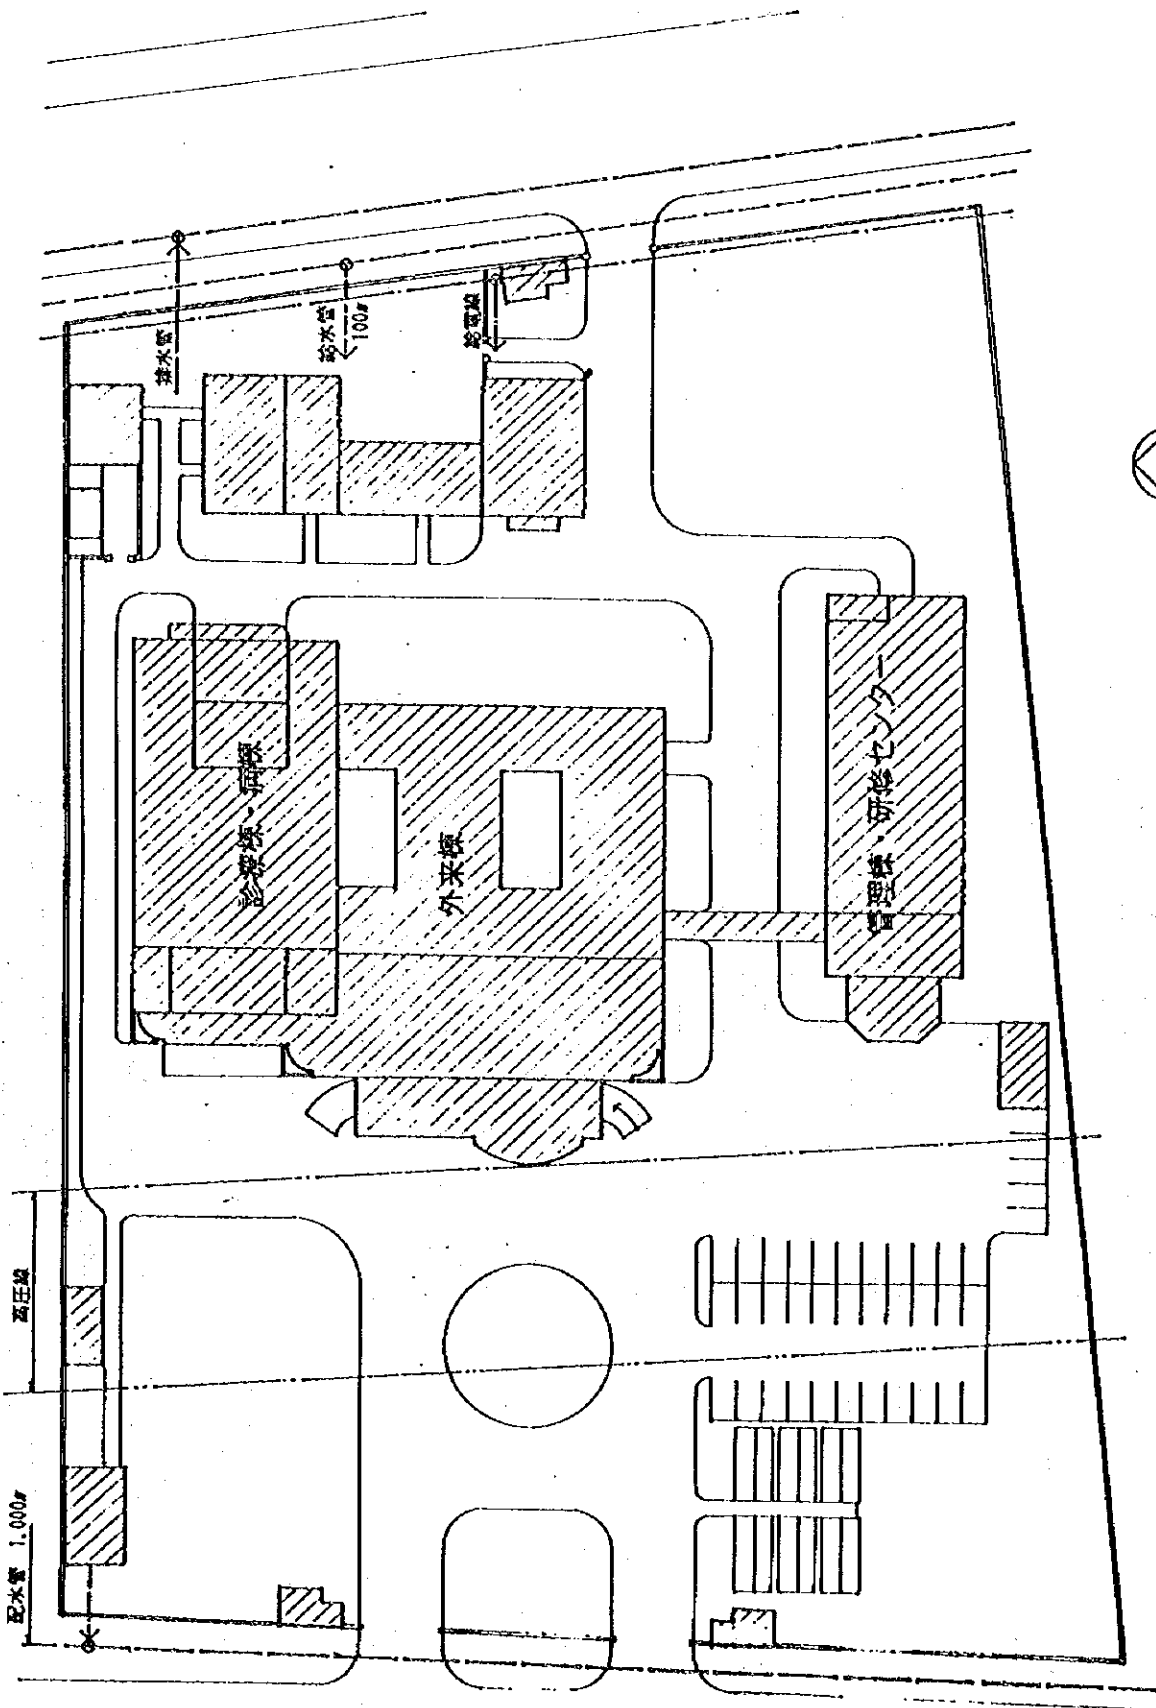 排水管
給水管
100ø
給電線
診療棟・病棟
外来棟
管理棟・研修センター
高圧線
配水管 1.000ø